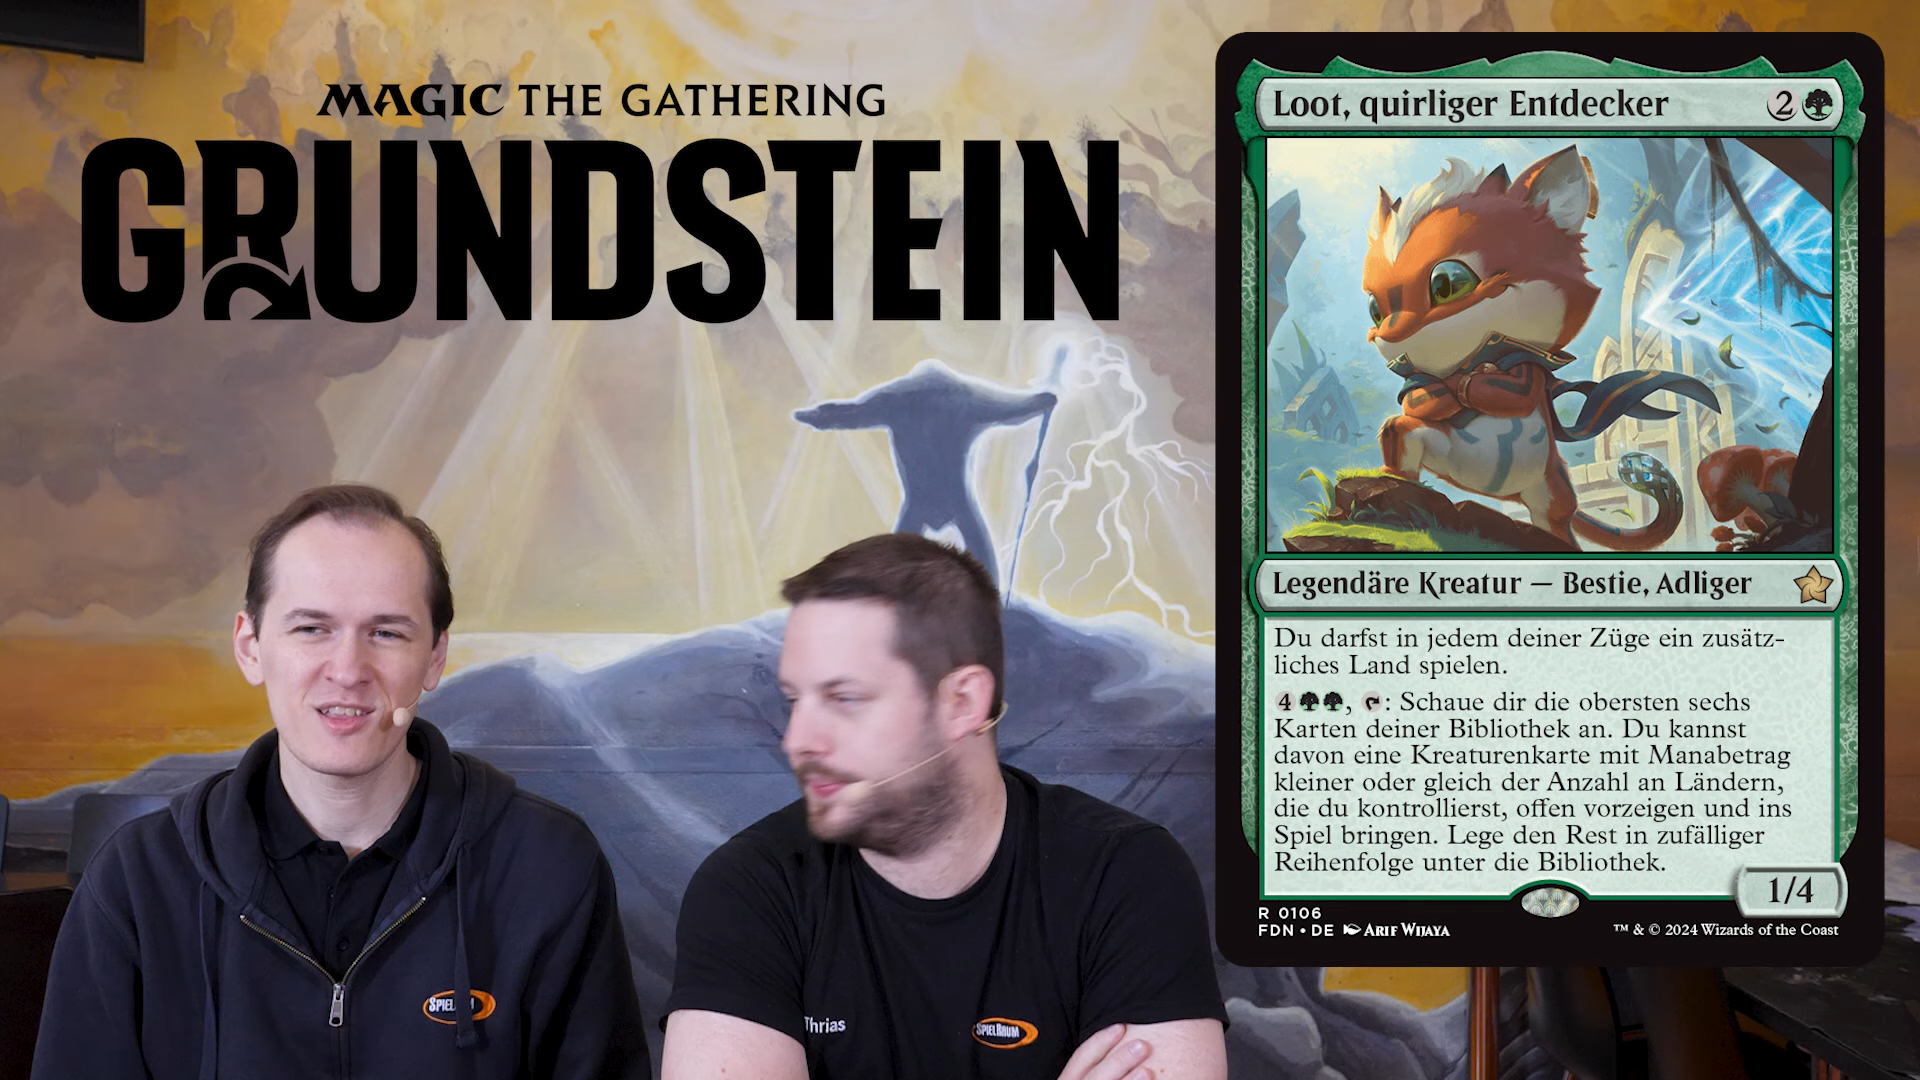 MAGIC THE GATHERING
GRUNDSTEIN
Loot, quirliger Entdecker 2
Legendäre Kreatur — Bestie, Adliger
Du darfst in jedem deiner Züge ein zusätz-
liches Land spielen.
4, : Schaue dir die obersten sechs
Karten deiner Bibliothek an. Du kannst
davon eine Kreaturenkarte mit Manabetrag
kleiner oder gleich der Anzahl an Ländern,
die du kontrollierst, offen vorzeigen und ins
Spiel bringen. Lege den Rest in zufälliger
Reihenfolge unter die Bibliothek.
1/4
R 0106
FDN • DE ARIF WIJAYA
™ & © 2024 Wizards of the Coast
Thrias
SPIELRAUM